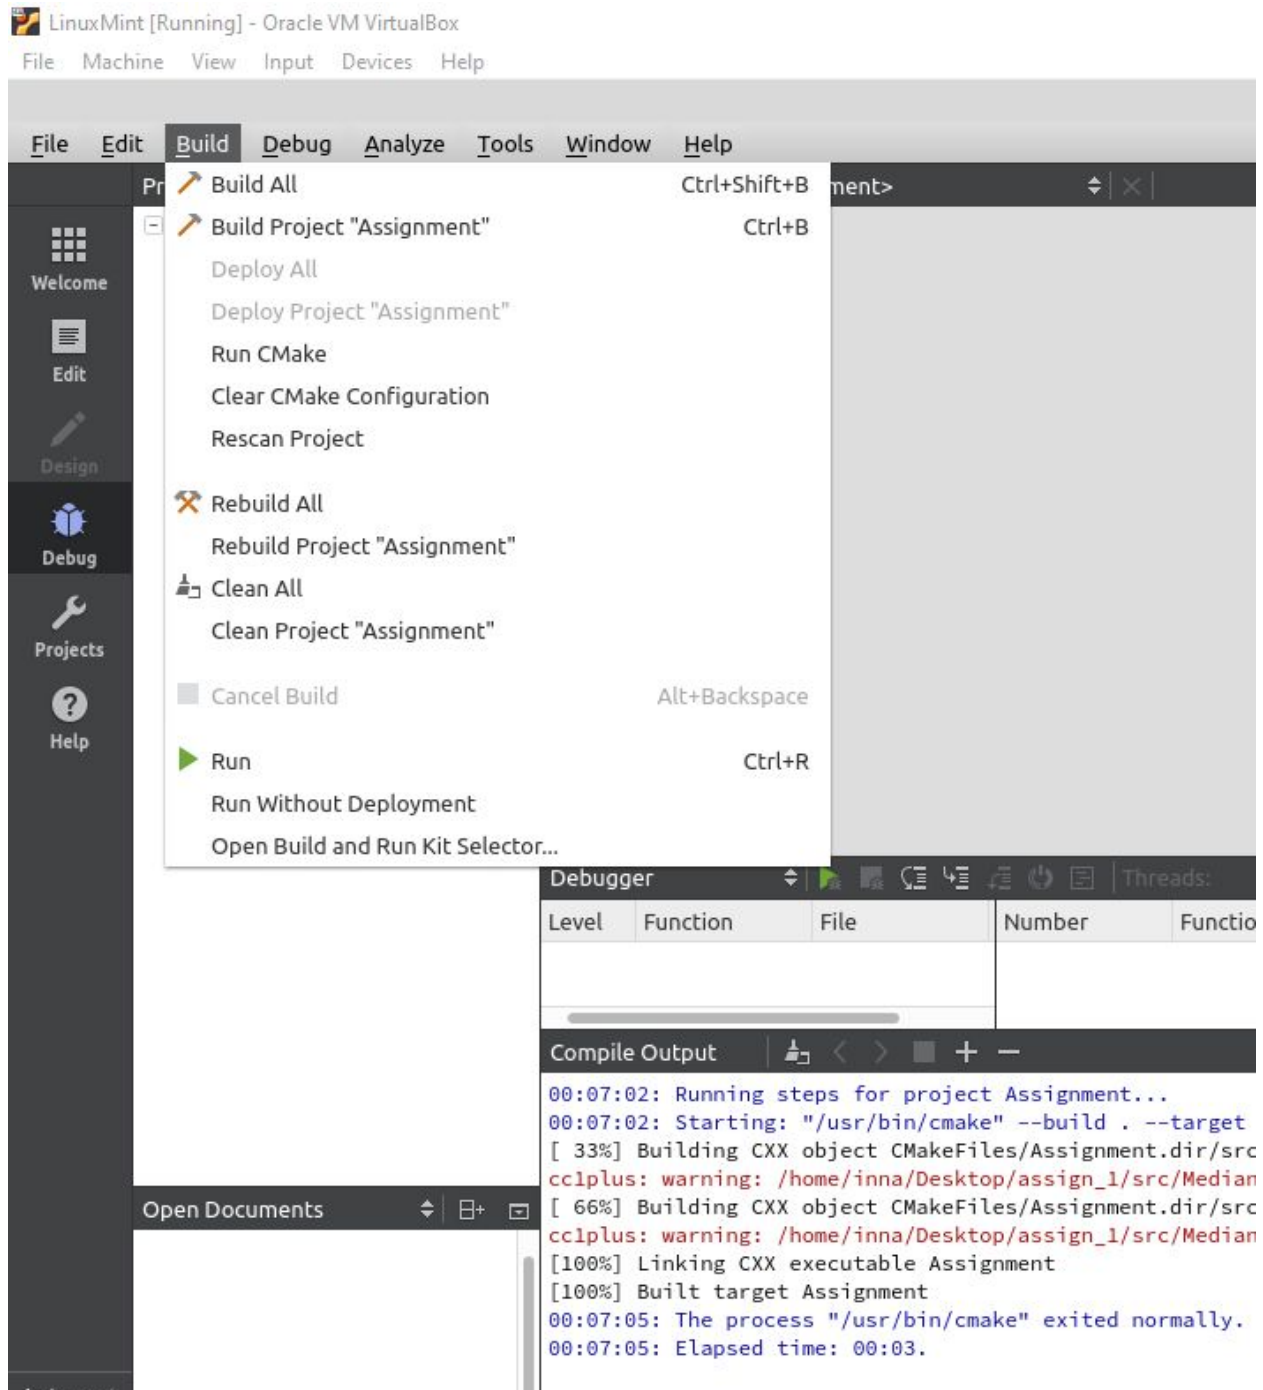 LinuxMint [Running] - Oracle VM VirtualBox
File Machine View Input Devices Help
File Edit Build Debug Analyze Tools Window Help
Pr
Build All Ctrl+Shift+B
ment>
Build Project "Assignment" Ctrl+B
Deploy All
Deploy Project "Assignment"
Run CMake
Clear CMake Configuration
Rescan Project
Rebuild All
Rebuild Project "Assignment"
Clean All
Clean Project "Assignment"
Cancel Build Alt+Backspace
Run Ctrl+R
Run Without Deployment
Open Build and Run Kit Selector...
Welcome
Edit
Design
Debug
Projects
Help
Debugger Threads:
Level Function File Number Functio
Compile Output
00:07:02: Running steps for project Assignment...
00:07:02: Starting: "/usr/bin/cmake" --build . --target
[ 33%] Building CXX object CMakeFiles/Assignment.dir/src
cc1plus: warning: /home/inna/Desktop/assign_1/src/Median
[ 66%] Building CXX object CMakeFiles/Assignment.dir/src
cc1plus: warning: /home/inna/Desktop/assign_1/src/Median
[100%] Linking CXX executable Assignment
[100%] Built target Assignment
00:07:05: The process "/usr/bin/cmake" exited normally.
00:07:05: Elapsed time: 00:03.
Open Documents